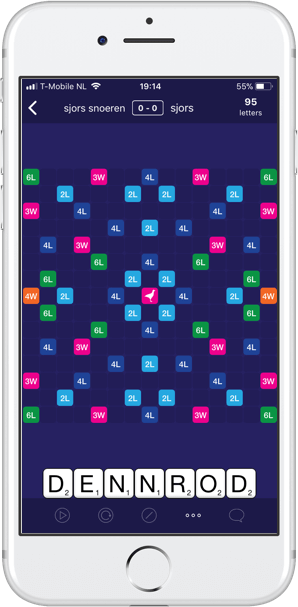 T-Mobile NL 19:14 55%
sjors snoeren 0 - 0 sjors 95
letters
6L 3W 4L 3W 6L
2L 2L 2L 2L
3W 4L 4L 3W
4L 2L 4L
4L 3W 3W 4L
6L 6L
6L 2L 2L 6L
4W 2L 4L 4L 2L 4W
6L 2L 2L 6L
6L 6L
4L 3W 3W 4L
4L 2L 4L
3W 4L 4L 3W
2L 2L 2L 2L
6L 3W 4L 3W 6L
D2 E1 N1 N1 R2 O1 D2